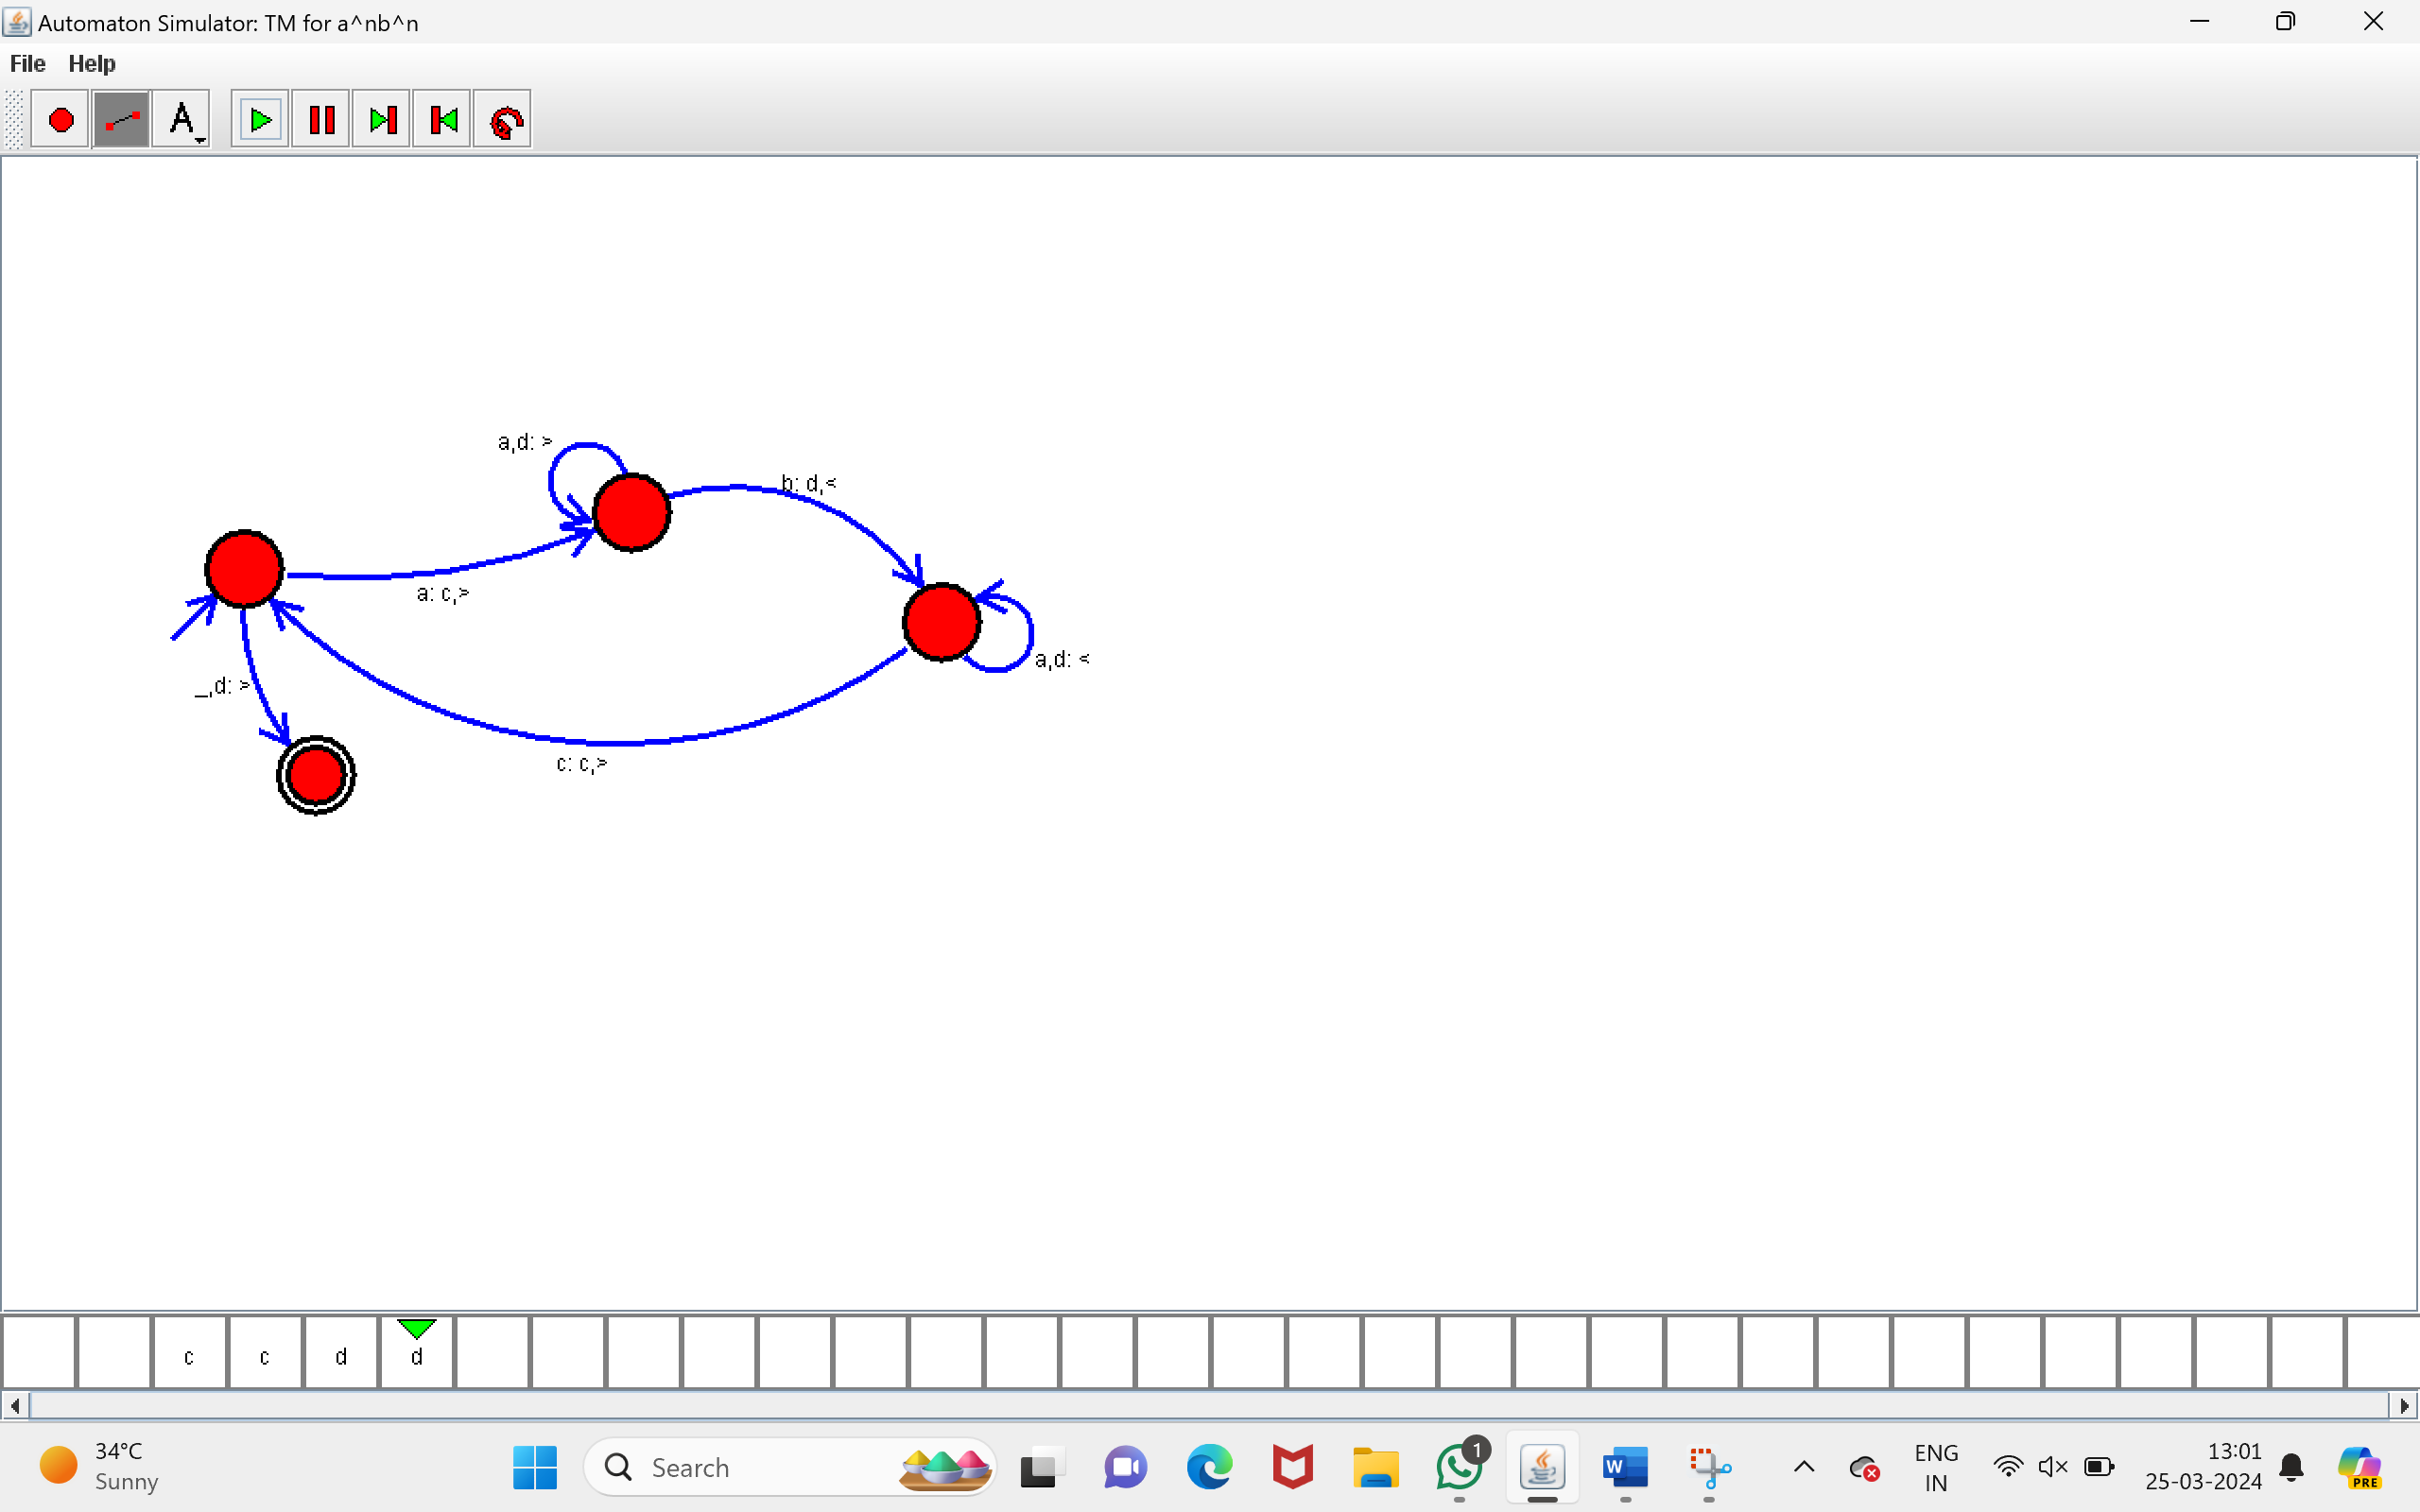 Automaton Simulator: TM for a^nb^n
File Help
A
a,d: >
b: d,<
a: c,>
a,d: <
_,d: >
c: c,>
c c d d
34°C
Sunny
Search
1
W
ENG
IN
13:01
25-03-2024
PRE